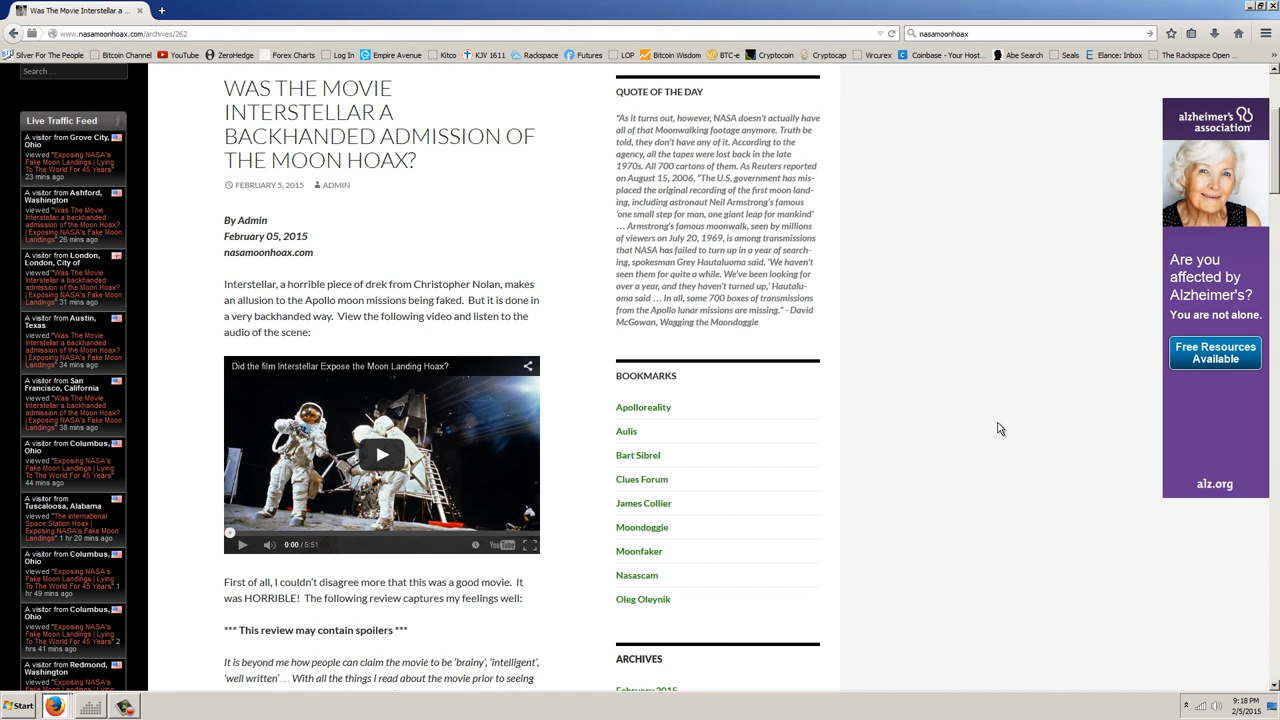 Was The Movie Interstellar a ...
www.nasamoonhoax.com/archives/262
nasamoonhoax
Silver For The People
Bitcoin Channel
YouTube
ZeroHedge
Forex Charts
Log In
Empire Avenue
Kitco
KJV 1611
Rackspace
Futures
LOP
Bitcoin Wisdom
BTC-e
Cryptocoin
Cryptocap
Vircurex
Coinbase - Your Host...
Abe Search
Seals
Elance: Inbox
The Rackspace Open ...
Search ...
Live Traffic Feed
A visitor from Grove City,
Ohio
viewed "Exposing NASA's
Fake Moon Landings | Lying
To The World For 45 Years"
23 mins ago
A visitor from Ashford,
Washington
viewed "Was The Movie
Interstellar a backhanded
admission of the Moon Hoax?
| Exposing NASA's Fake Moon
Landings" 26 mins ago
A visitor from London,
London, City of
viewed "Was The Movie
Interstellar a backhanded
admission of the Moon Hoax?
| Exposing NASA's Fake Moon
Landings" 31 mins ago
A visitor from Austin,
Texas
viewed "Was The Movie
Interstellar a backhanded
admission of the Moon Hoax?
| Exposing NASA's Fake Moon
Landings" 34 mins ago
A visitor from San
Francisco, California
viewed "Was The Movie
Interstellar a backhanded
admission of the Moon Hoax?
| Exposing NASA's Fake Moon
Landings" 38 mins ago
A visitor from Columbus,
Ohio
viewed "Exposing NASA's
Fake Moon Landings | Lying
To The World For 45 Years"
44 mins ago
A visitor from
Tuscaloosa, Alabama
viewed "The International
Space Station Hoax |
Exposing NASA's Fake Moon
Landings" 1 hr 20 mins ago
A visitor from Columbus,
Ohio
viewed "Exposing NASA's
Fake Moon Landings | Lying
To The World For 45 Years" 1
hr 49 mins ago
A visitor from Columbus,
Ohio
viewed "Exposing NASA's
Fake Moon Landings | Lying
To The World For 45 Years" 2
hrs 41 mins ago
A visitor from Redmond,
Washington
viewed "Was The Movie
Interstellar a backhanded
admission of the Moon Hoax?
| Exposing NASA's Fake Moon
WAS THE MOVIE
INTERSTELLAR A
BACKHANDED ADMISSION OF
THE MOON HOAX?
FEBRUARY 5, 2015 ADMIN
By Admin
February 05, 2015
nasamoonhoax.com
Interstellar, a horrible piece of drek from Christopher Nolan, makes
an allusion to the Apollo moon missions being faked. But it is done in
a very backhanded way. View the following video and listen to the
audio of the scene:
Did the film Interstellar Expose the Moon Landing Hoax?
0:00 / 5:51
YouTube
First of all, I couldn't disagree more that this was a good movie. It
was HORRIBLE! The following review captures my feelings well:
*** This review may contain spoilers ***
It is beyond me how people can claim the movie to be 'brainy', 'intelligent',
'well written'… With all the things I read about the movie prior to seeing
QUOTE OF THE DAY
"As it turns out, however, NASA doesn't actually have
all of that Moonwalking footage anymore. Truth be
told, they don't have any of it. According to the
agency, all the tapes were lost back in the late
1970s. All 700 cartons of them. As Reuters reported
on August 15, 2006, "The U.S. government has mis-
placed the original recording of the first moon land-
ing, including astronaut Neil Armstrong's famous
'one small step for man, one giant leap for mankind'
… Armstrong's famous moonwalk, seen by millions
of viewers on July 20, 1969, is among transmissions
that NASA has failed to turn up in a year of search-
ing, spokesman Grey Hautaluoma said. 'We haven't
seen them for quite a while. We've been looking for
over a year, and they haven't turned up,' Hautalu-
oma said … In all, some 700 boxes of transmissions
from the Apollo lunar missions are missing." - David
McGowan, Wagging the Moondoggie
BOOKMARKS
Apolloreality
Aulis
Bart Sibrel
Clues Forum
James Collier
Moondoggie
Moonfaker
Nasascam
Oleg Oleynik
ARCHIVES
February 2015
alzheimer's
association
Are you
affected by
Alzheimer's?
You are not alone.
Free Resources
Available
alz.org
Start
9:18 PM
2/5/2015